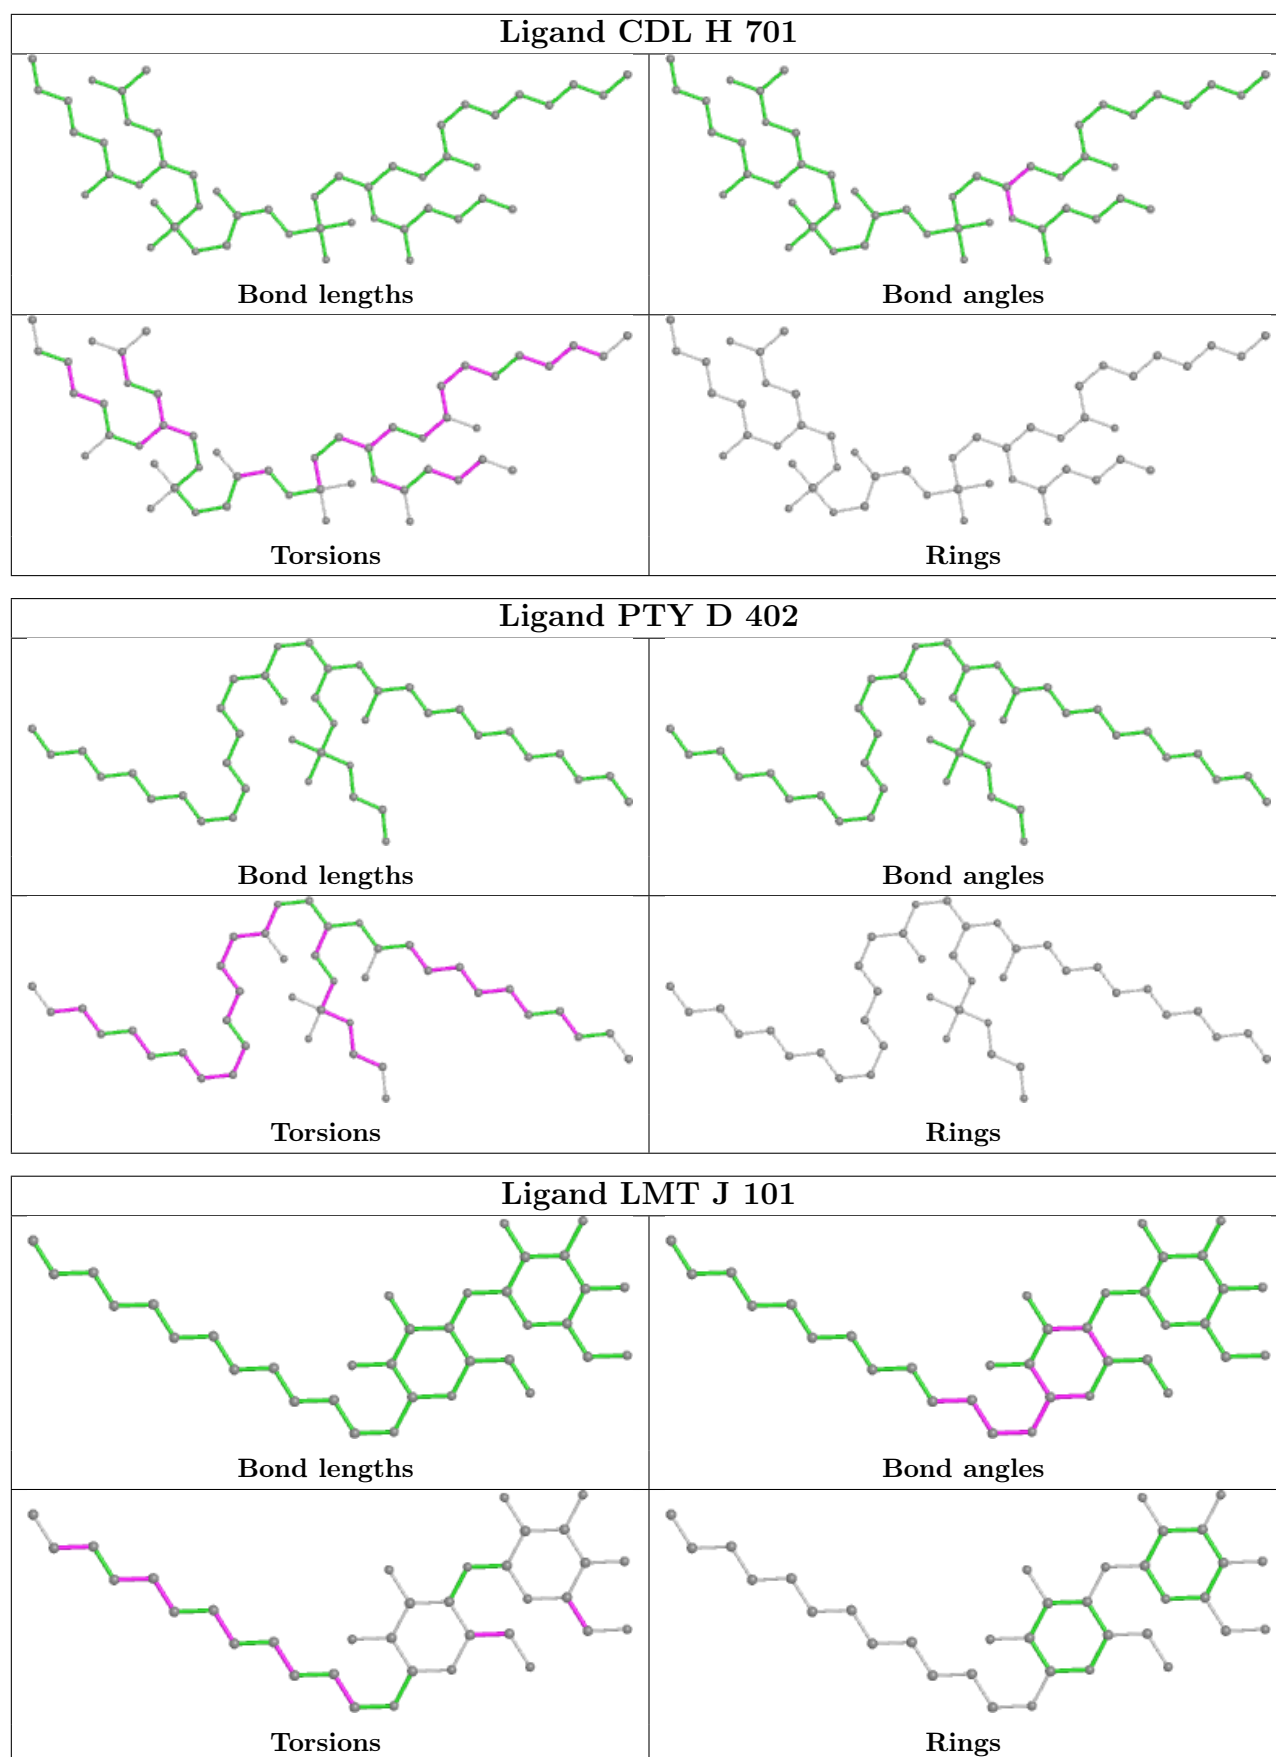 Ligand CDL H 701
Bond lengths
Bond angles
Torsions
Rings
Ligand PTY D 402
Bond lengths
Bond angles
Torsions
Rings
Ligand LMT J 101
Bond lengths
Bond angles
Torsions
Rings